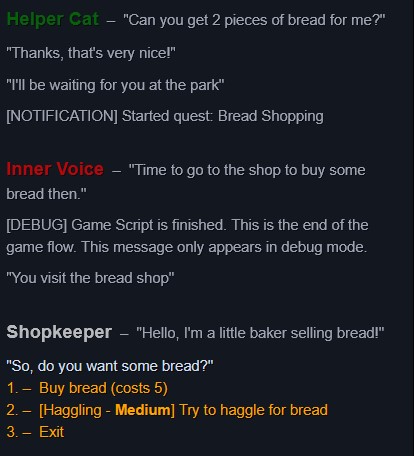 Helper Cat – "Can you get 2 pieces of bread for me?"
"Thanks, that's very nice!"
"I'll be waiting for you at the park"
[NOTIFICATION] Started quest: Bread Shopping
Inner Voice – "Time to go to the shop to buy some
bread then."
[DEBUG] Game Script is finished. This is the end of the
game flow. This message only appears in debug mode.
"You visit the bread shop"
Shopkeeper – "Hello, I'm a little baker selling bread!"
"So, do you want some bread?"
1. – Buy bread (costs 5)
2. – [Haggling - Medium] Try to haggle for bread
3. – Exit